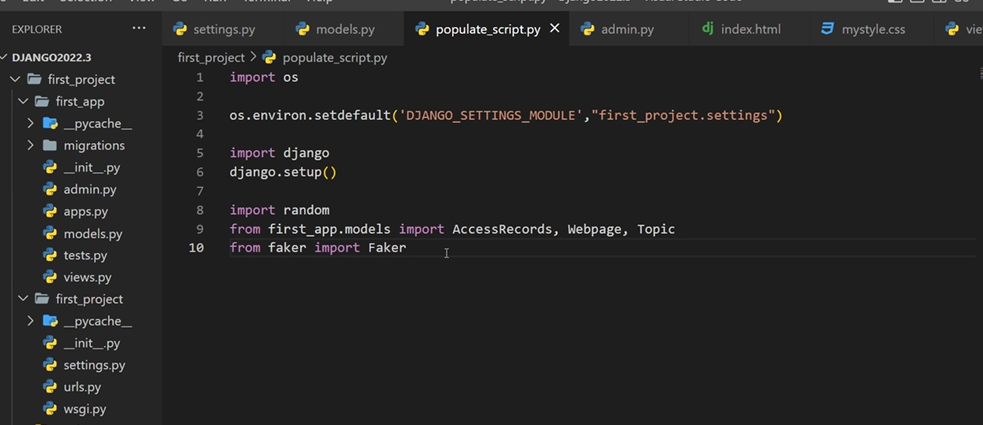 EXPLORER ...
settings.py models.py populate_script.py × admin.py index.html mystyle.css
DJANGO2022.3
first_project
first_app
__pycache__
migrations
__init__.py
admin.py
apps.py
models.py
tests.py
views.py
first_project
__pycache__
__init__.py
settings.py
urls.py
wsgi.py
first_project > populate_script.py
1 import os
2
3 os.environ.setdefault('DJANGO_SETTINGS_MODULE',"first_project.settings")
4
5 import django
6 django.setup()
7
8 import random
9 from first_app.models import AccessRecords, Webpage, Topic
10 from faker import Faker